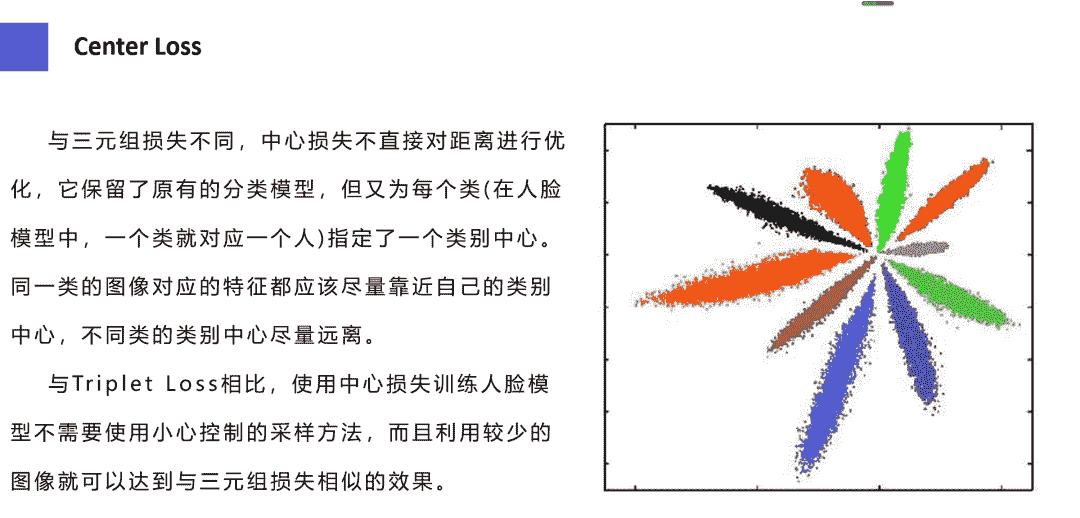 Center Loss
与三元组损失不同，中心损失不直接对距离进行优
化，它保留了原有的分类模型，但又为每个类(在人脸
模型中，一个类就对应一个人)指定了一个类别中心。
同一类的图像对应的特征都应该尽量靠近自己的类别
中心，不同类的类别中心尽量远离。
与Triplet Loss相比，使用中心损失训练人脸模
型不需要使用小心控制的采样方法，而且利用较少的
图像就可以达到与三元组损失相似的效果。